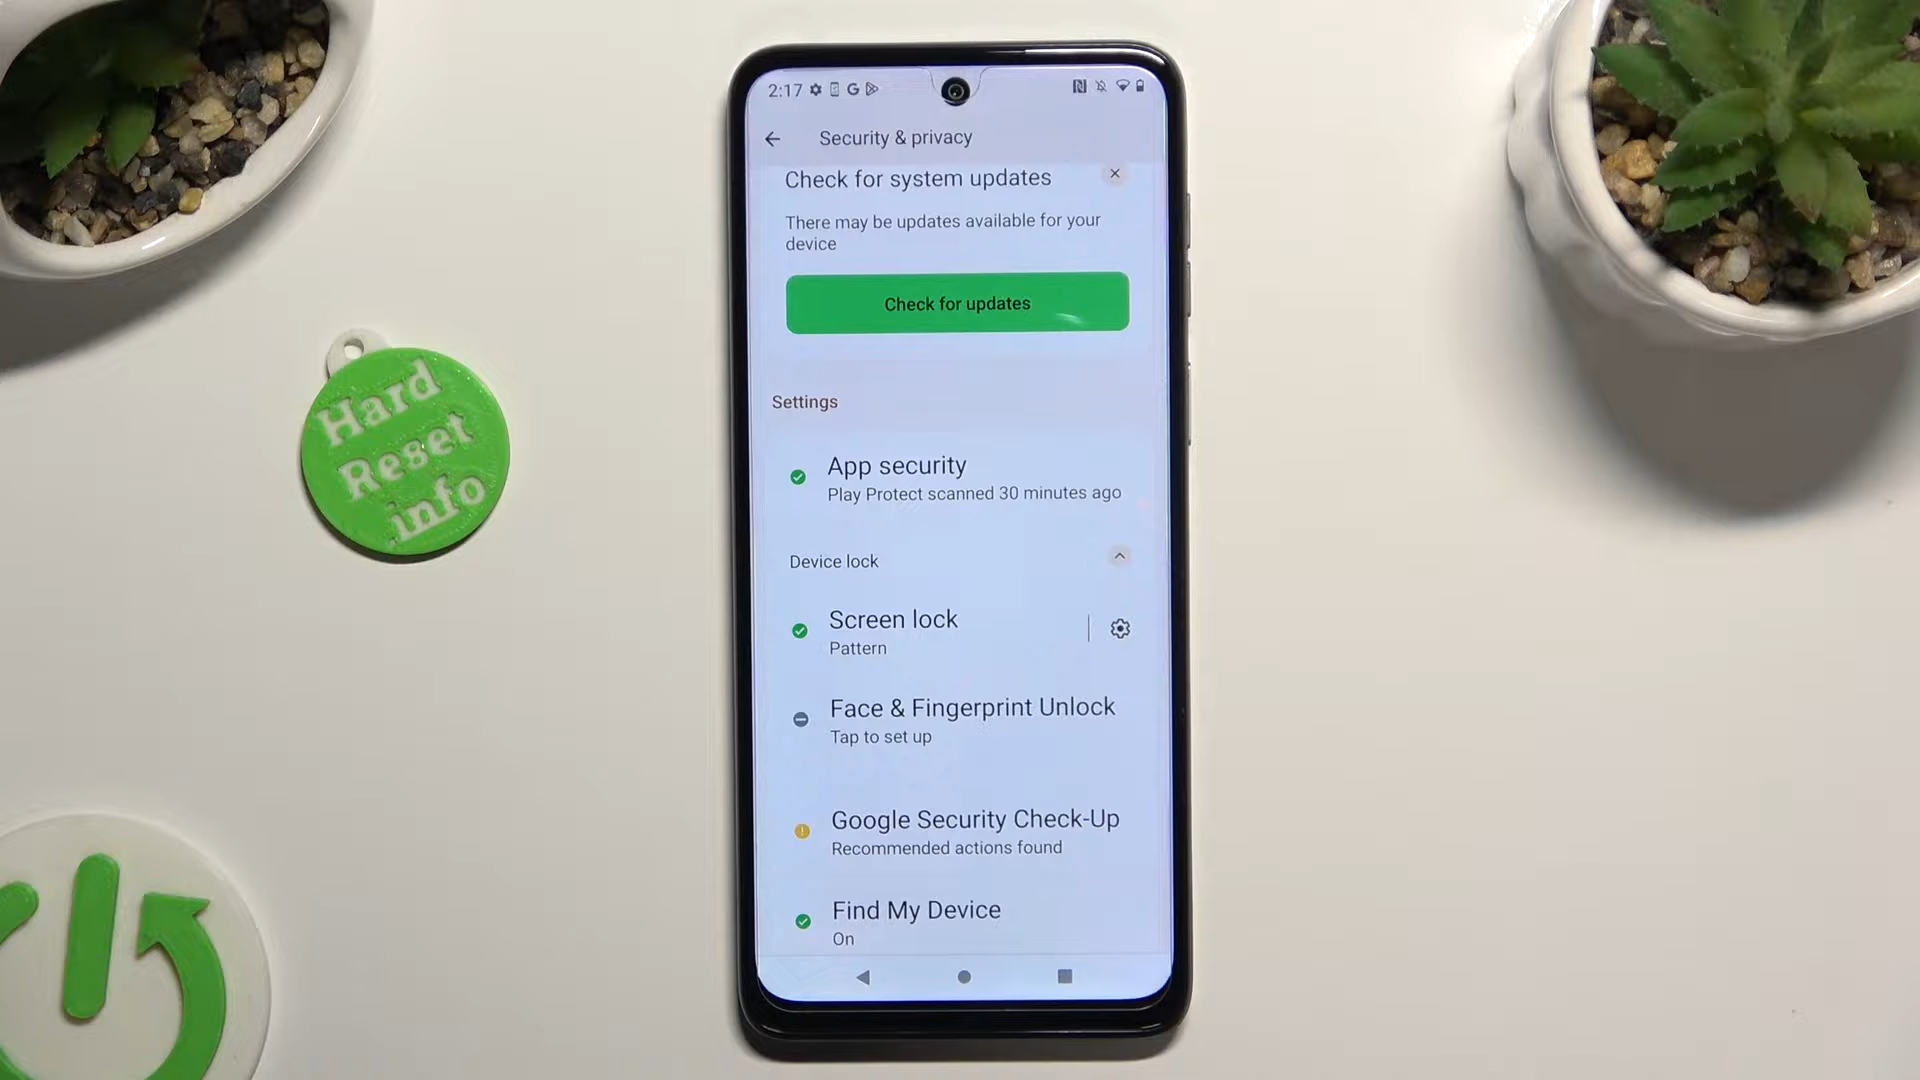 2:17
Security & privacy
Check for system updates
There may be updates available for your
device
Check for updates
Settings
App security
Play Protect scanned 30 minutes ago
Device lock
Screen lock
Pattern
Face & Fingerprint Unlock
Tap to set up
Google Security Check-Up
Recommended actions found
Find My Device
On
Hard
Reset
.info